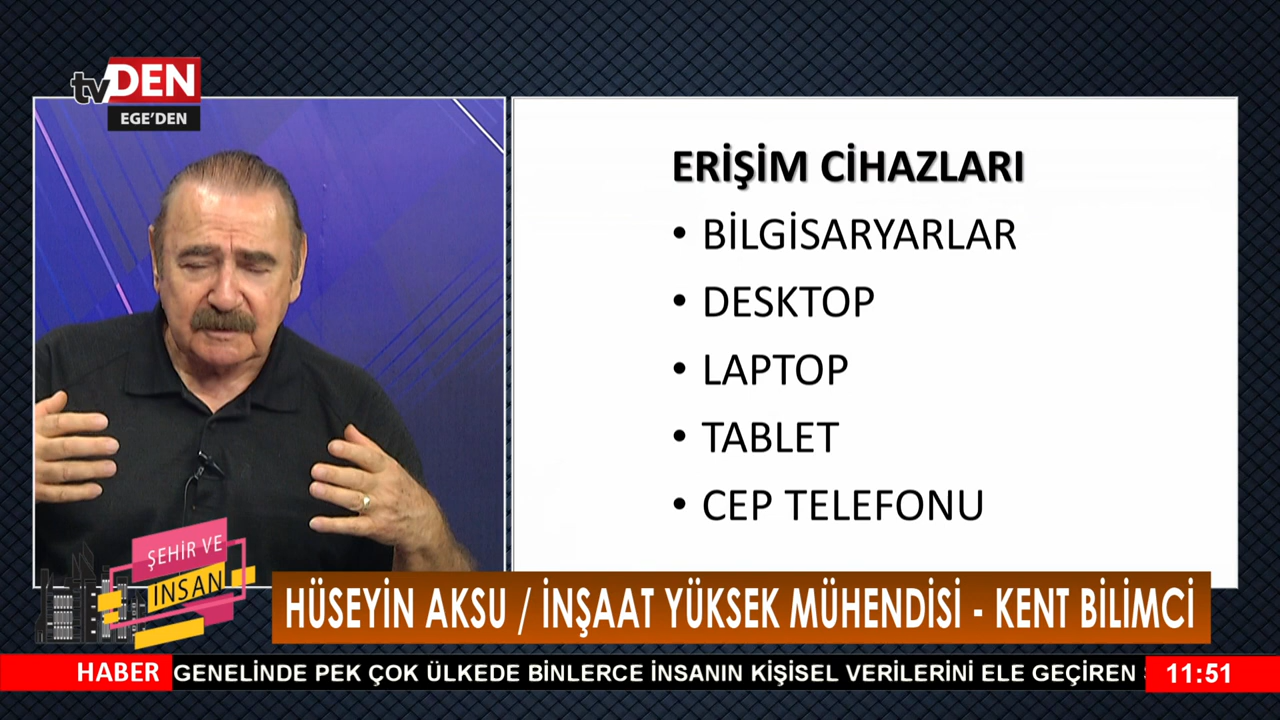 tvDEN
EGE'DEN
ERİŞİM CİHAZLARI
• BİLGİSARYARLAR
• DESKTOP
• LAPTOP
• TABLET
• CEP TELEFONU
ŞEHİR VE
İNSAN
HÜSEYİN AKSU / İNŞAAT YÜKSEK MÜHENDİSİ - KENT BİLİMCİ
HABER GENELİNDE PEK ÇOK ÜLKEDE BİNLERCE İNSANIN KİŞİSEL VERİLERİNİ ELE GEÇİREN 11:51